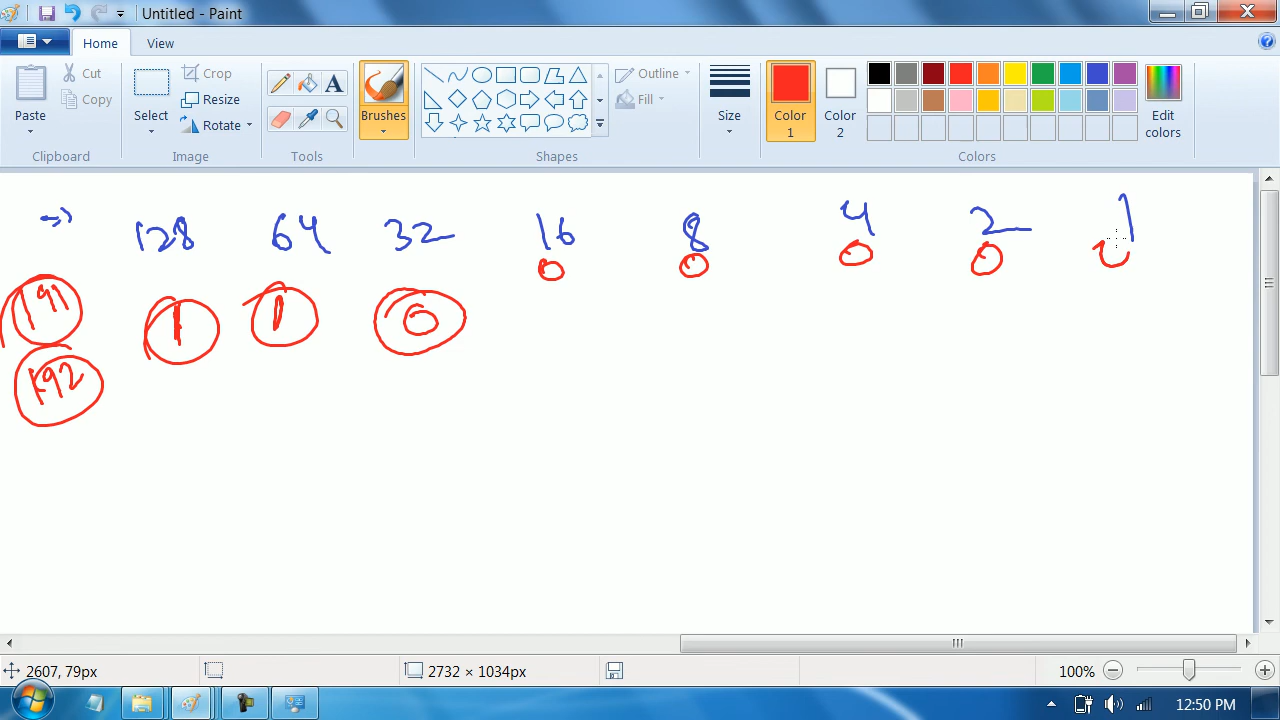 Untitled - Paint
Home View
Paste
Cut
Copy
Clipboard
Select
Crop
Resize
Rotate
Image
A
Tools
Brushes
Outline
Fill
Shapes
Size
Color 1
Color 2
Edit colors
Colors
128 64 32 16 8 4 2 1
0 0 0 0
191 1 1 0
192
2607, 79px
2732 × 1034px
100%
12:50 PM